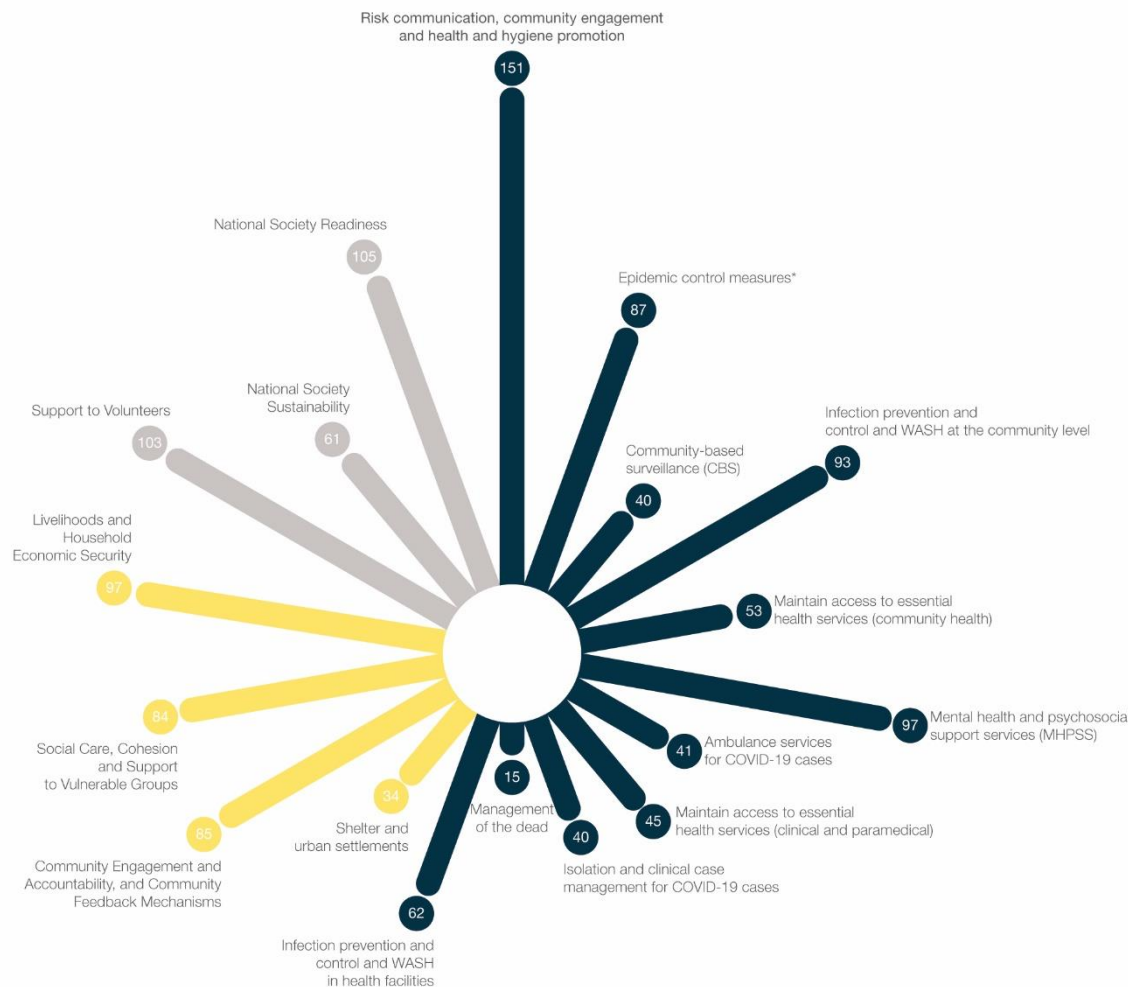 Risk communication, community engagement
and health and hygiene promotion
151
National Society Readiness
105
Epidemic control measures*
87
National Society
Sustainability
61
Support to Volunteers
103
Community-based
surveillance (CBS)
40
Infection prevention and
control and WASH at the community level
93
Livelihoods and
Household
Economic Security
97
Maintain access to essential
health services (community health)
53
Social Care, Cohesion
and Support
to Vulnerable Groups
84
Mental health and psychosocia
support services (MHPSS)
97
Ambulance services
for COVID-19 cases
41
Community Engagement and
Accountability, and Community
Feedback Mechanisms
85
Shelter and
urban settlements
34
Management
of the dead
15
Maintain access to essential
health services (clinical and paramedical)
45
Isolation and clinical case
management for COVID-19 cases
40
Infection prevention and
control and WASH
in health facilities
62